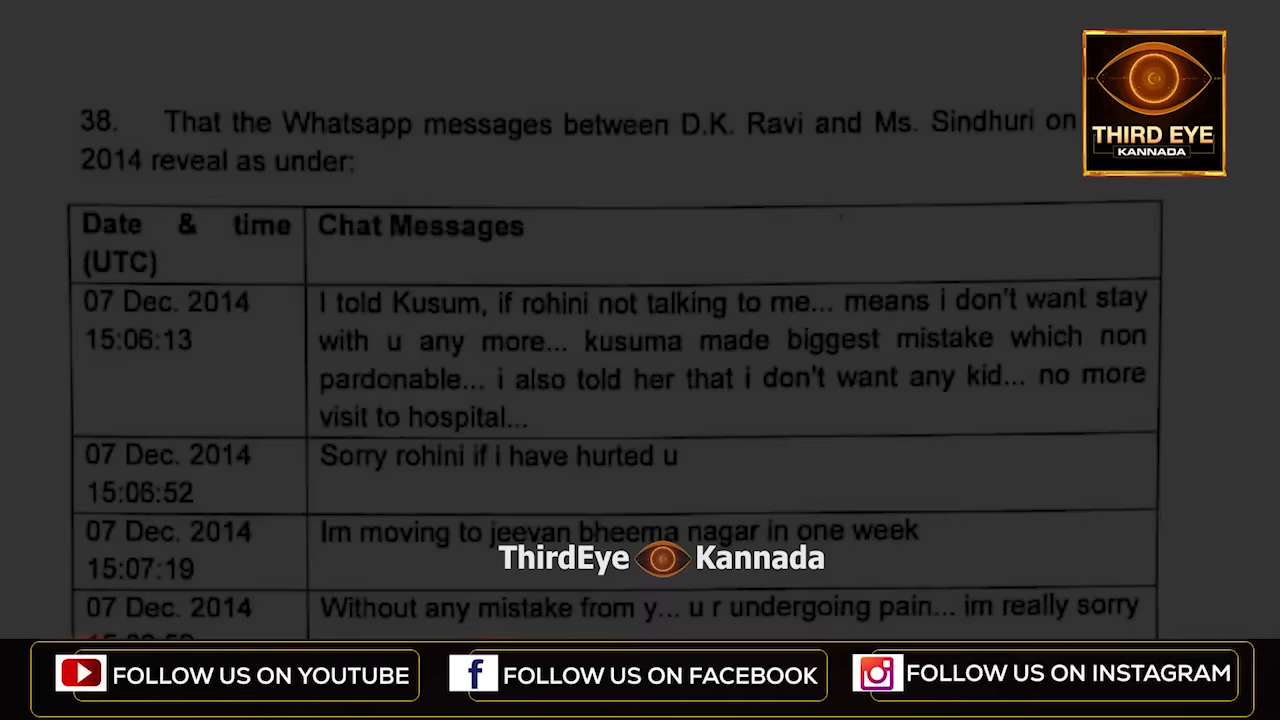 38. That the Whatsapp messages between D.K. Ravi and Ms. Sindhuri on
2014 reveal as under:
THIRD EYE
KANNADA
Date & time
(UTC)
Chat Messages
07 Dec. 2014
15:06:13
I told Kusum, if rohini not talking to me... means i don't want stay
with u any more... kusuma made biggest mistake which non
pardonable... i also told her that i don't want any kid... no more
visit to hospital...
07 Dec. 2014
15:06:52
Sorry rohini if i have hurted u
07 Dec. 2014
15:07:19
Im moving to jeevan bheema nagar in one week
ThirdEye Kannada
07 Dec. 2014
Without any mistake from y... u r undergoing pain... im really sorry
FOLLOW US ON YOUTUBE
FOLLOW US ON FACEBOOK
FOLLOW US ON INSTAGRAM